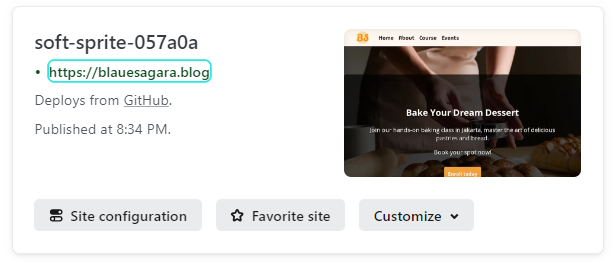 soft-sprite-057a0a
• https://blauesagara.blog
Deploys from GitHub.
Published at 8:34 PM.
Home About Course Events
Bake Your Dream Dessert
Join our hands-on baking class in Jakarta, master the art of delicious
pastries and bread.
Book your spot now!
Enroll today
Site configuration
Favorite site
Customize